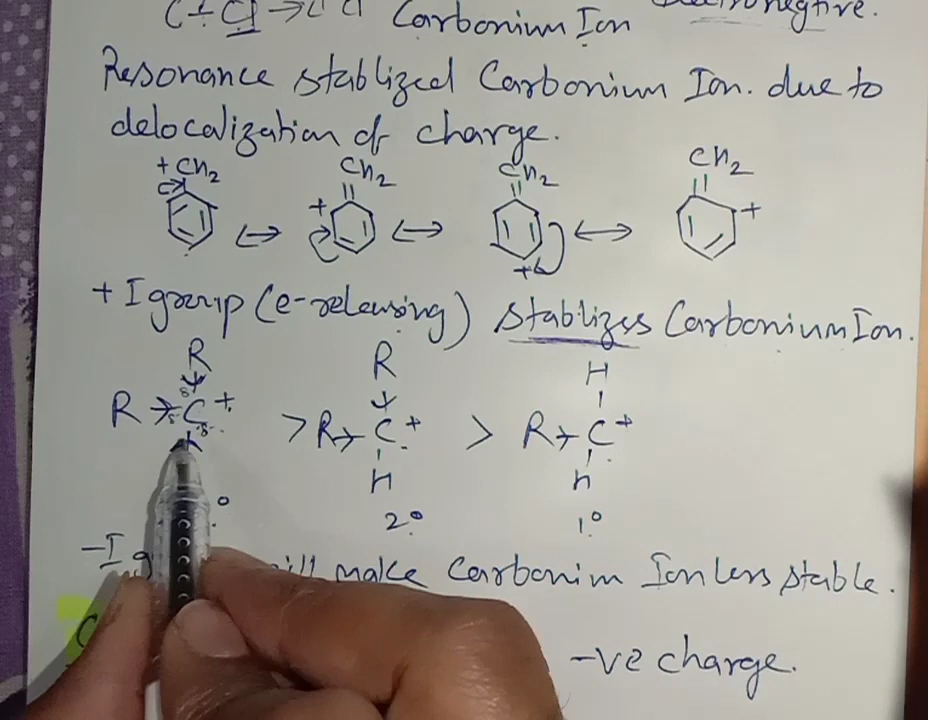 Carbonium Ion
Resonance stablized Carbonium Ion. due to
delocalization of charge.
+ CH2 CH2 CH2 CH2
+ + +
+ I group (e-releasing) stablizes Carbonium Ion.
R R H
R C + > R C + > R C +
H H
° 2° 1°
-I make Carbonim Ion less stable.
-ve charge.